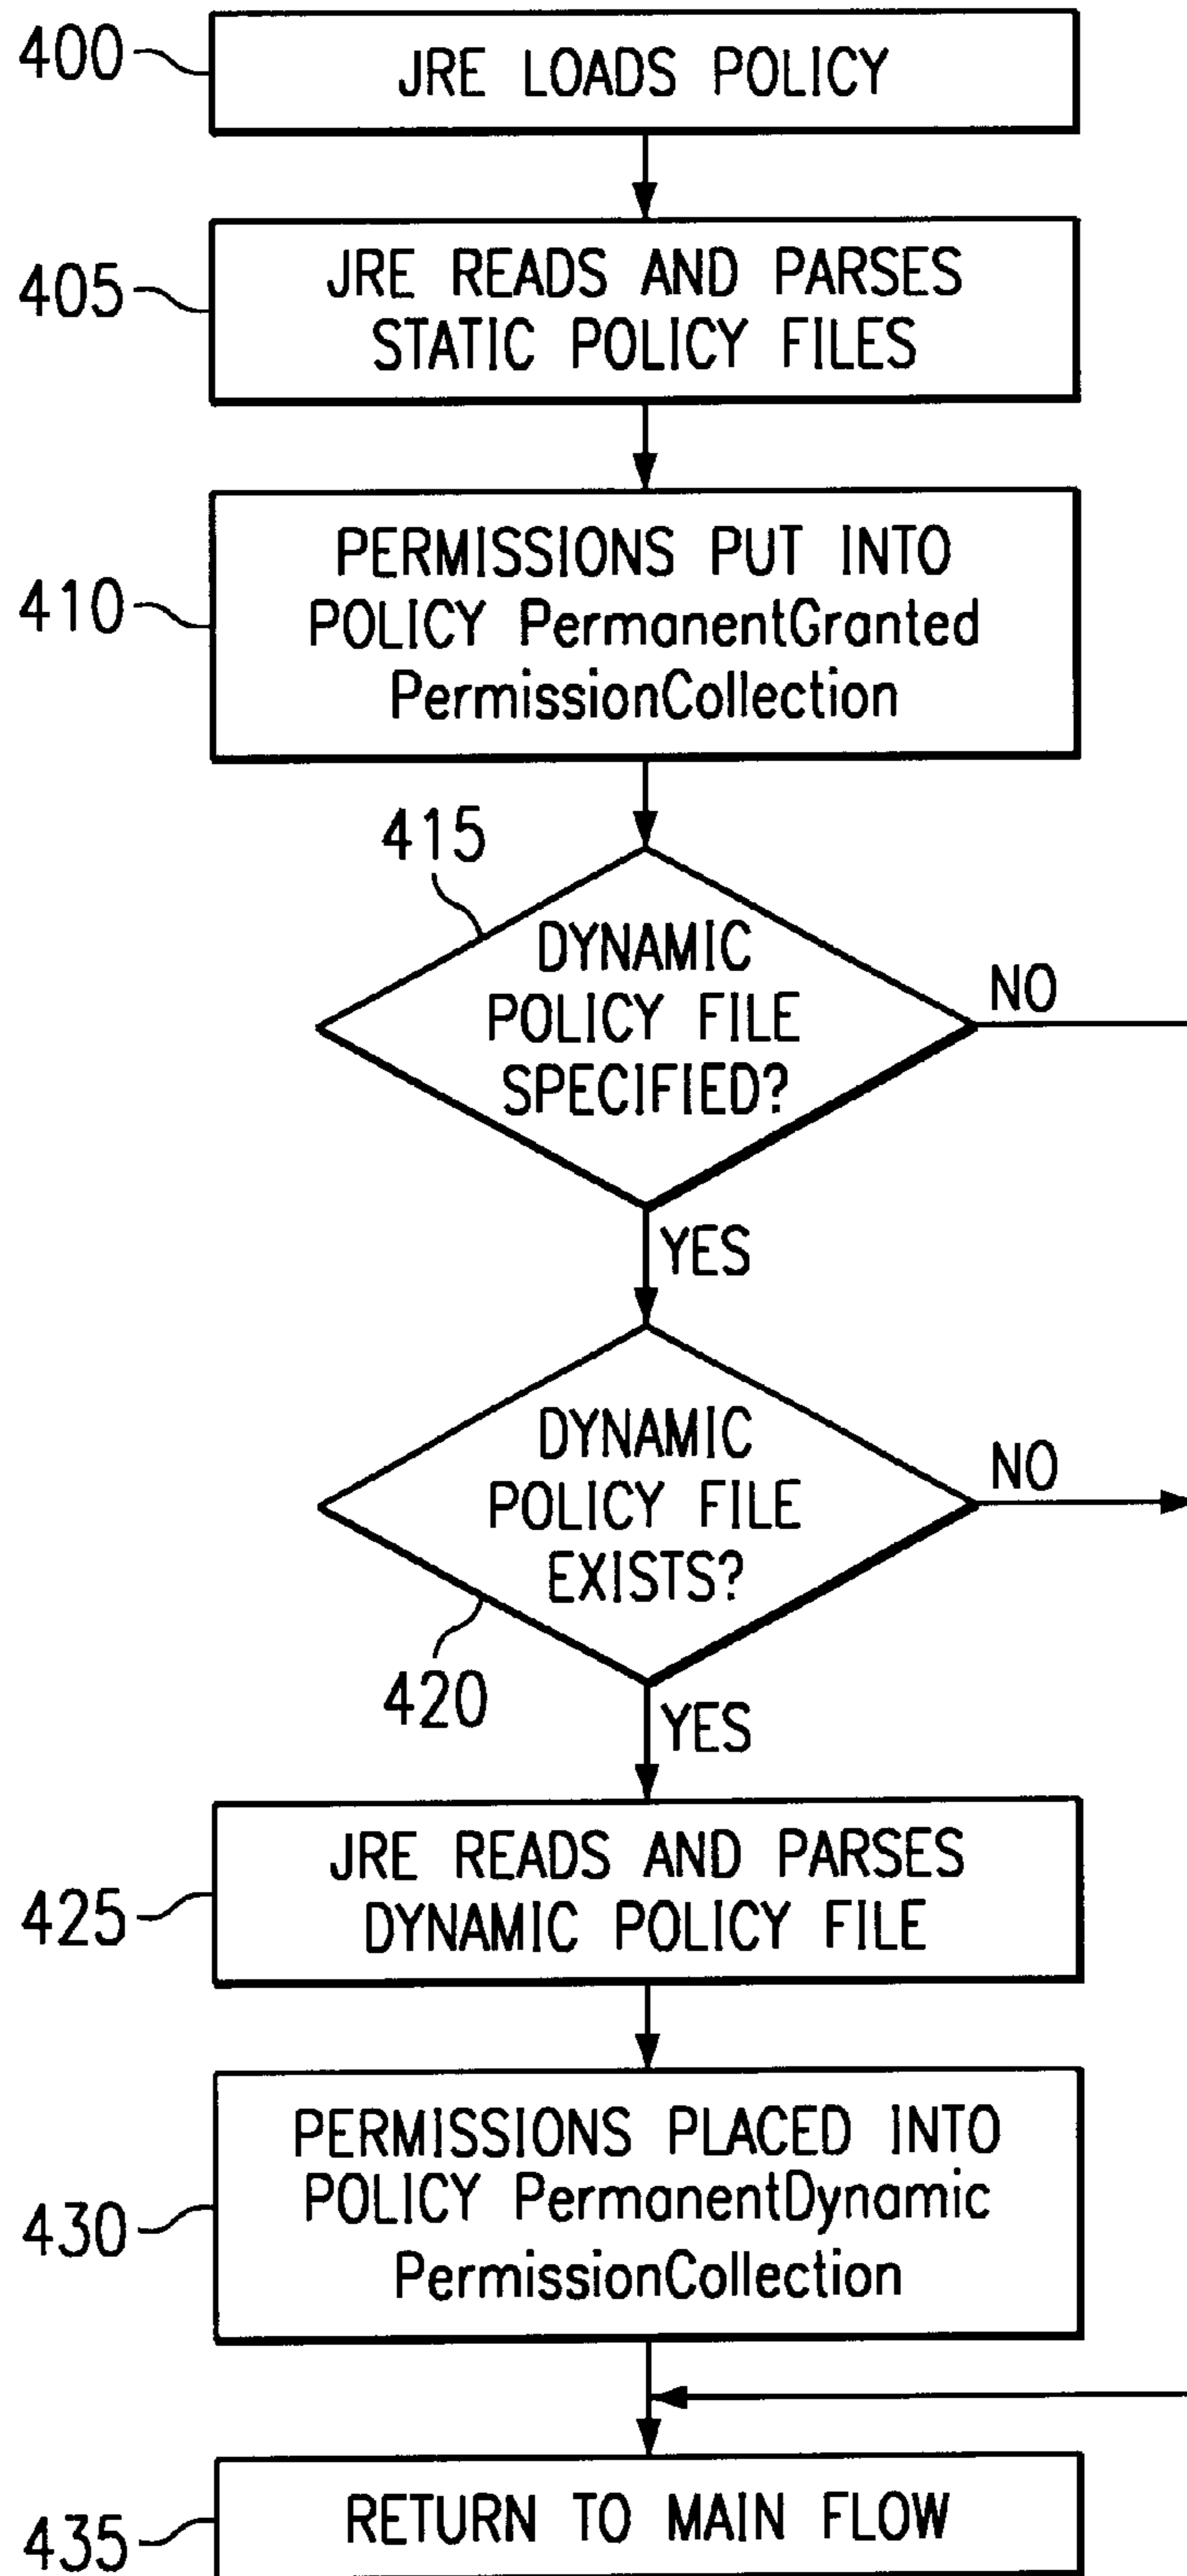 400
JRE LOADS POLICY
405
JRE READS AND PARSES
STATIC POLICY FILES
410
PERMISSIONS PUT INTO
POLICY PermanentGranted
PermissionCollection
415
DYNAMIC
POLICY FILE
SPECIFIED?
NO
YES
DYNAMIC
POLICY FILE
EXISTS?
NO
420
YES
425
JRE READS AND PARSES
DYNAMIC POLICY FILE
430
PERMISSIONS PLACED INTO
POLICY PermanentDynamic
PermissionCollection
435
RETURN TO MAIN FLOW